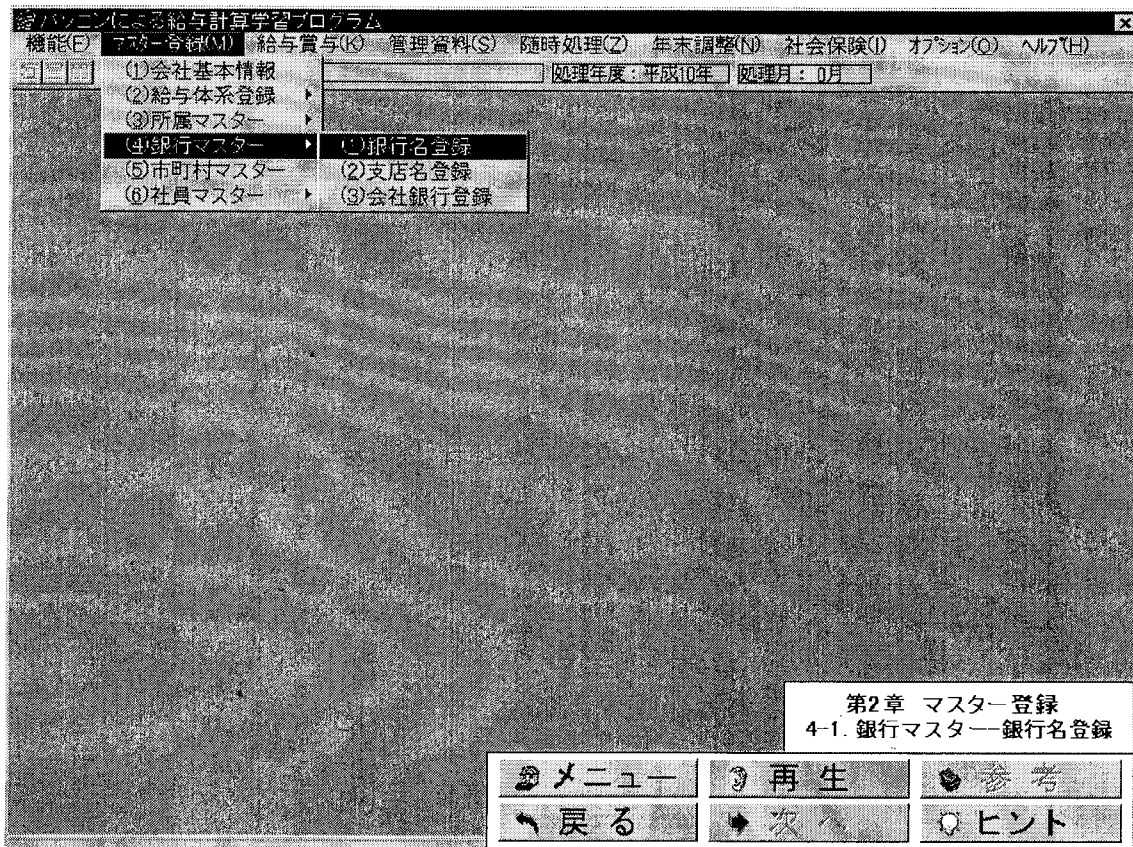 パソコンによる給与計算学習プログラム
機能(F) マスター登録(M) 給与賞与(K) 管理資料(S) 随時処理(Z) 年末調整(N) 社会保険(I) オプション(O) ヘルプ(H)
処理年度:平成10年 処理月: 0月
(1)会社基本情報
(2)給与体系登録
(3)所属マスター
(4)銀行マスター
(1)銀行名登録
(5)市町村マスター
(2)支店名登録
(6)社員マスター
(3)会社銀行登録
第2章 マスター登録
4-1. 銀行マスター--銀行名登録
メニュー 再生 参考
戻る 次へ ヒント